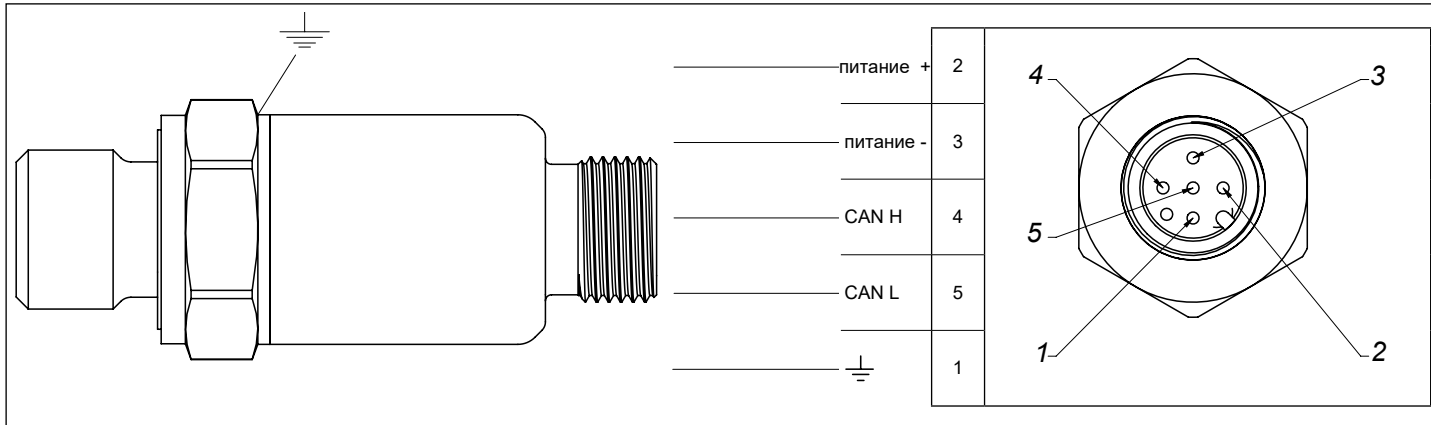 питание + 2
питание - 3
CAN H 4
CAN L 5
1
4 3
5
1 2